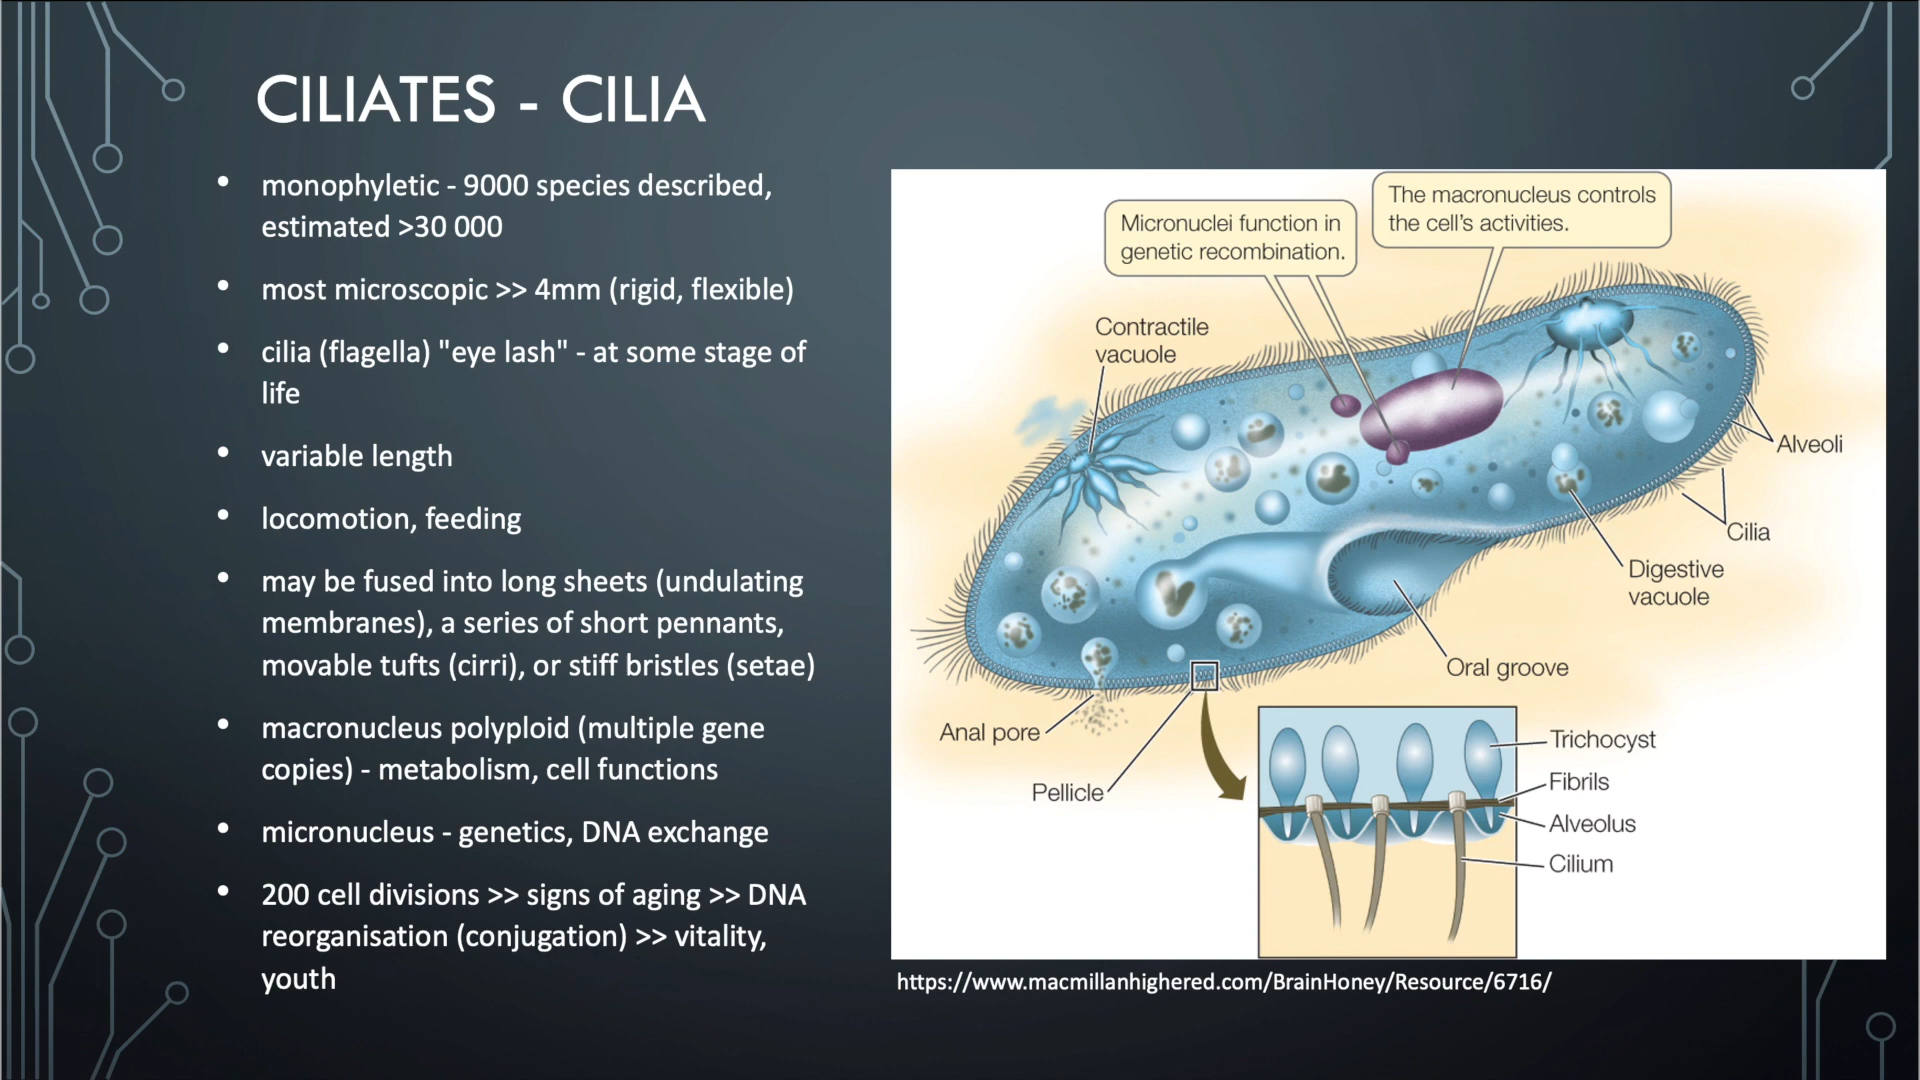 CILIATES - CILIA
• monophyletic - 9000 species described,
estimated >30 000
• most microscopic >> 4mm (rigid, flexible)
• cilia (flagella) "eye lash" - at some stage of
life
• variable length
• locomotion, feeding
• may be fused into long sheets (undulating
membranes), a series of short pennants,
movable tufts (cirri), or stiff bristles (setae)
• macronucleus polyploid (multiple gene
copies) - metabolism, cell functions
• micronucleus - genetics, DNA exchange
• 200 cell divisions >> signs of aging >> DNA
reorganisation (conjugation) >> vitality,
youth
The macronucleus controls
the cell's activities.
Micronuclei function in
genetic recombination.
Contractile
vacuole
Alveoli
Cilia
Digestive
vacuole
Oral groove
Anal pore
Pellicle
Trichocyst
Fibrils
Alveolus
Cilium
https://www.macmillanhighered.com/BrainHoney/Resource/6716/